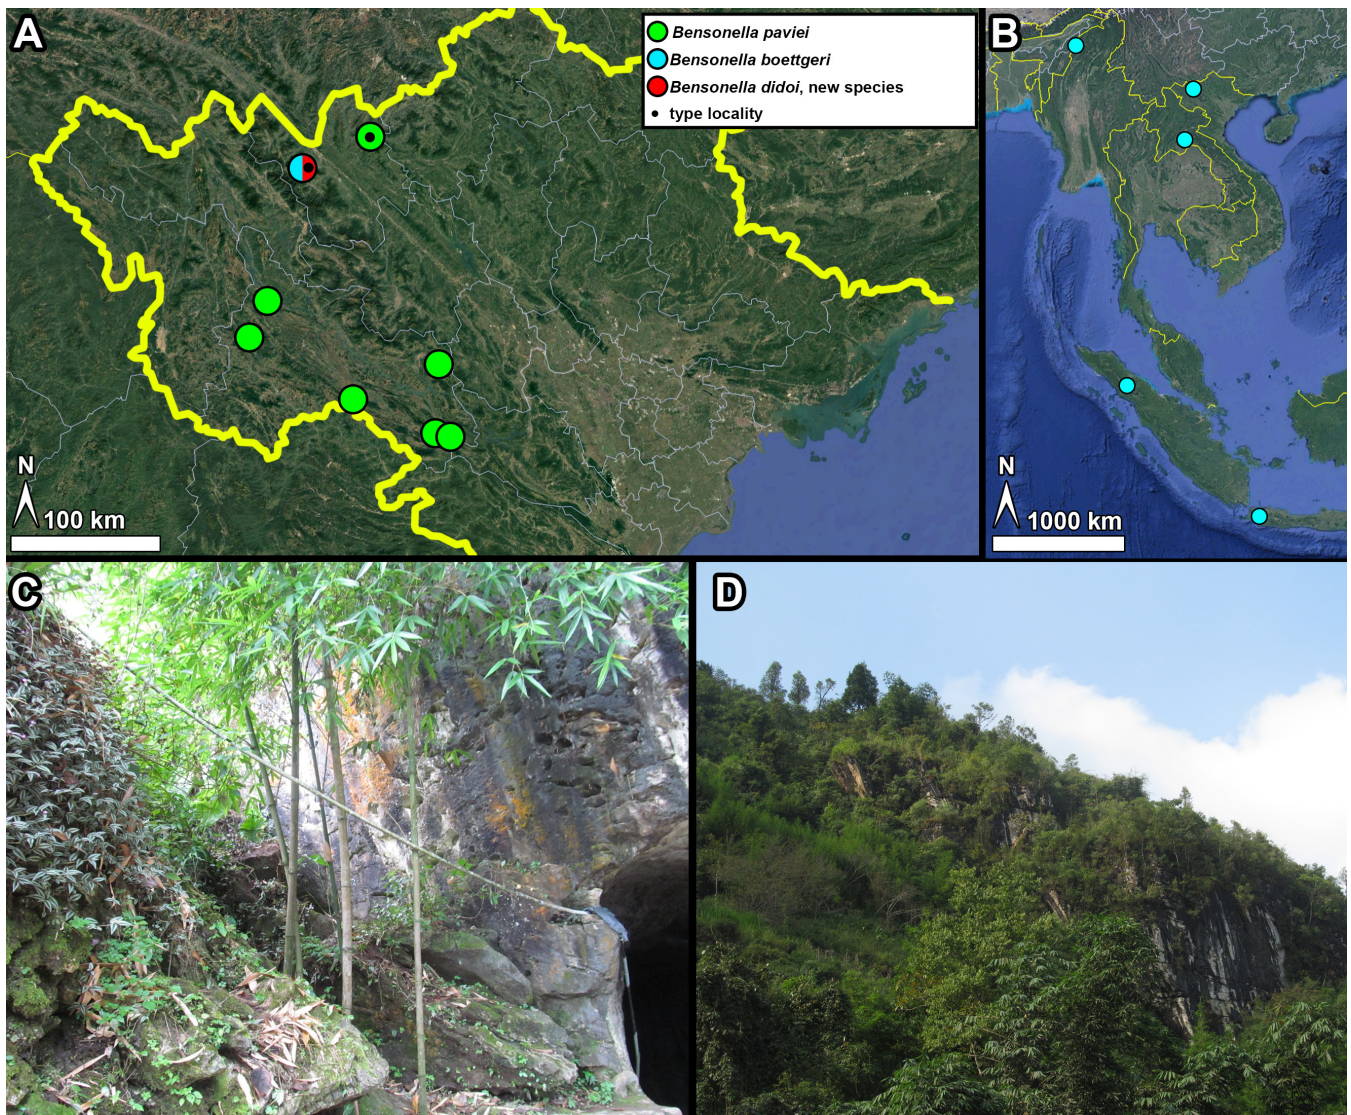 A
Bensonella paviei
Bensonella boettgeri
Bensonella didoi, new species
type locality
N
100 km
B
N
1000 km
C
D